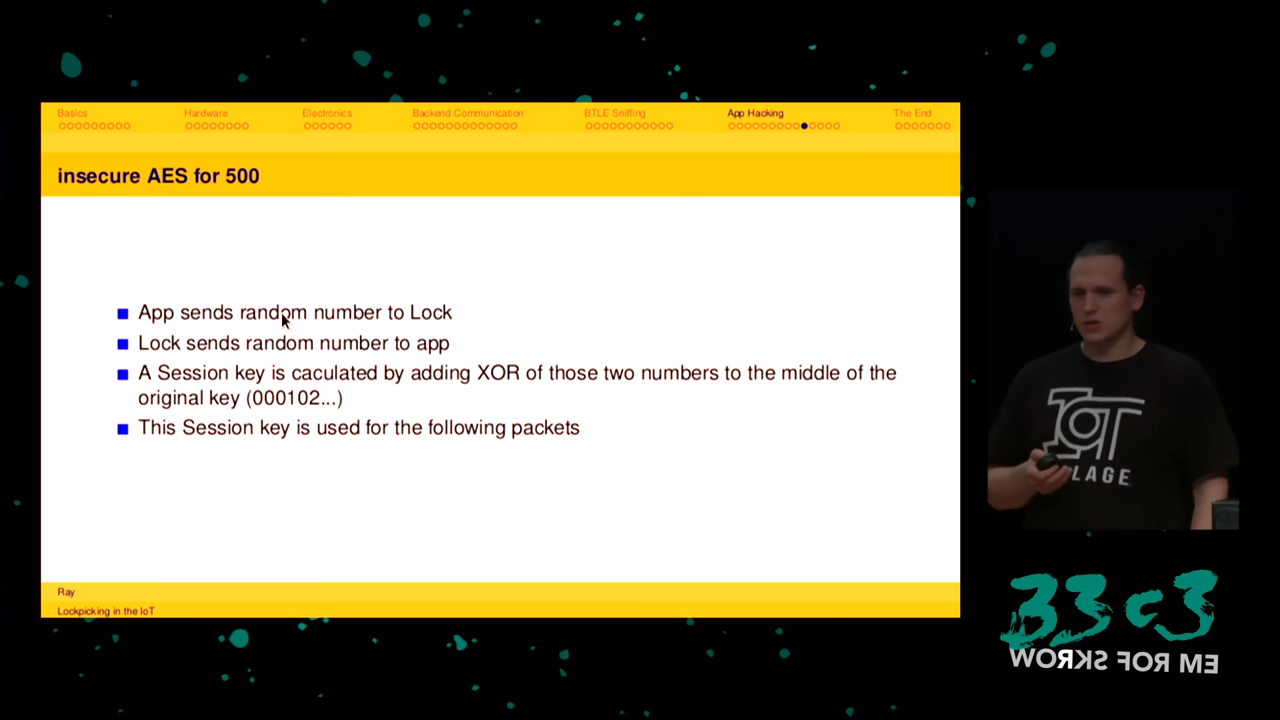 Basics Hardware Electronics Backend Communication BTLE Sniffing App Hacking The End
insecure AES for 500
App sends random number to Lock
Lock sends random number to app
A Session key is caculated by adding XOR of those two numbers to the middle of the
original key (000102...)
This Session key is used for the following packets
Ray
Lockpicking in the IoT
IOT
LAGE
33c3
WORKS FOR ME